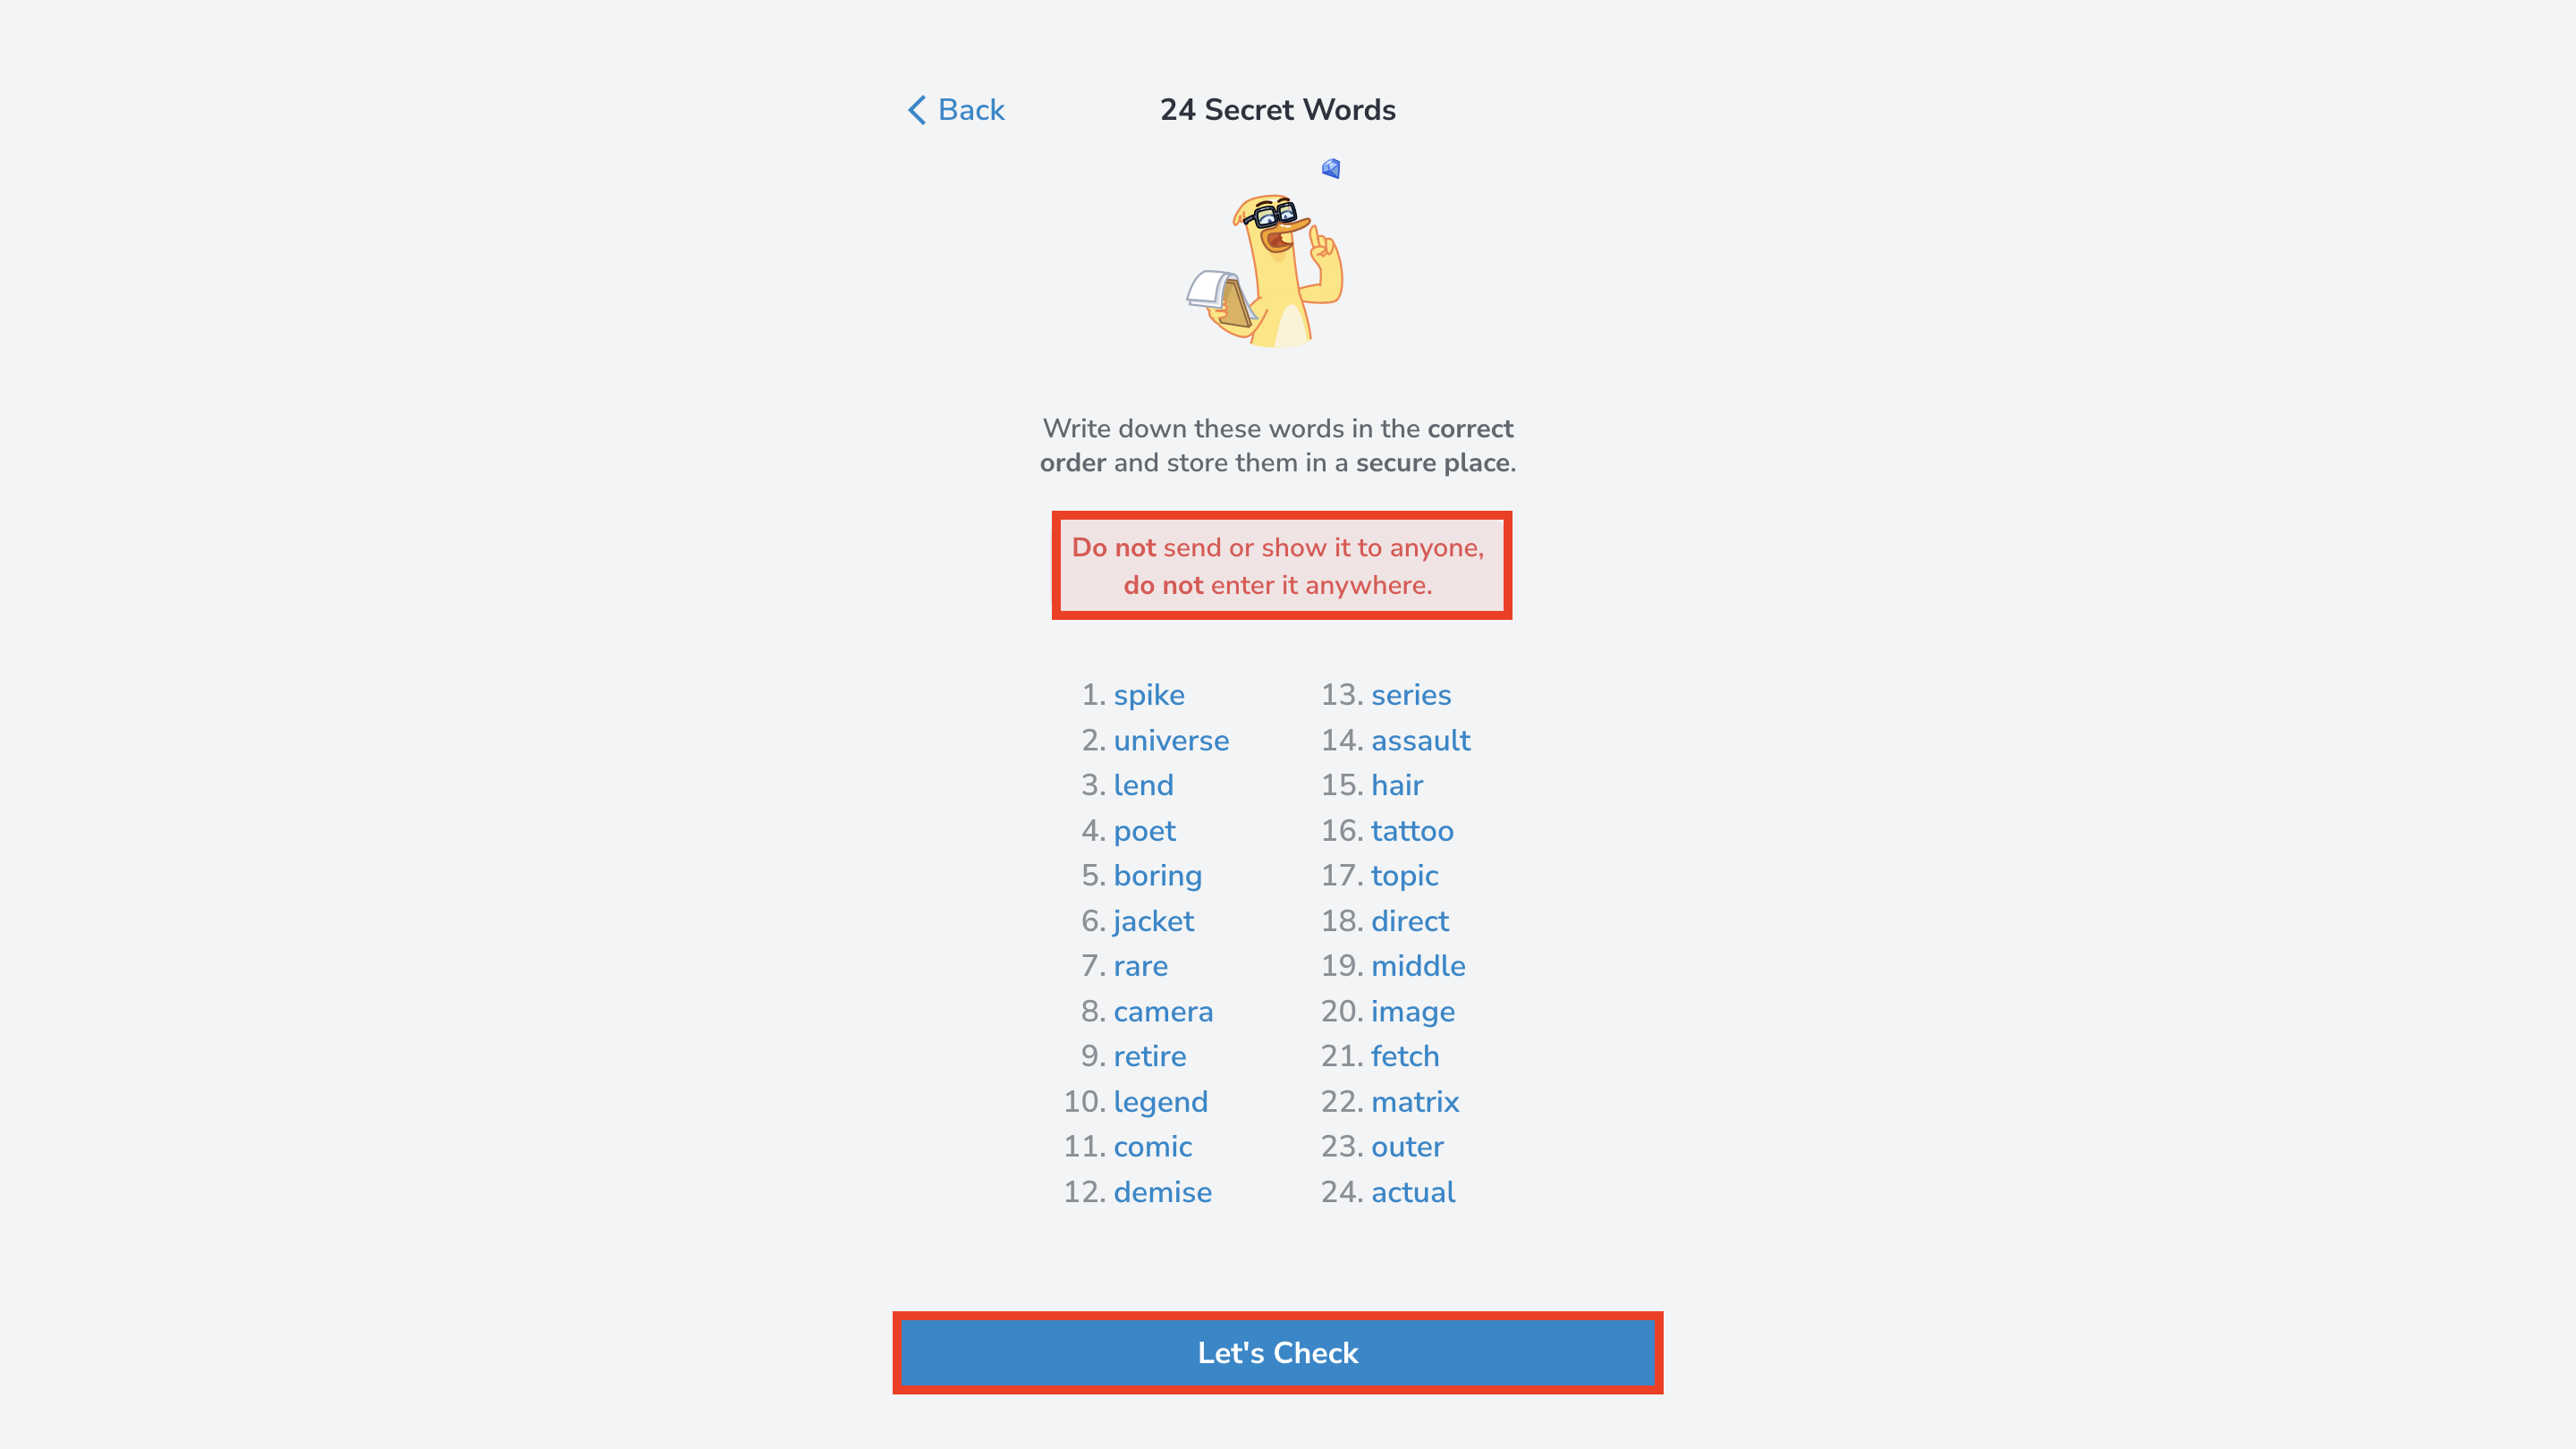 Back
24 Secret Words
Write down these words in the correct
order and store them in a secure place.
Do not send or show it to anyone,
do not enter it anywhere.
1. spike
2. universe
3. lend
4. poet
5. boring
6. jacket
7. rare
8. camera
9. retire
10. legend
11. comic
12. demise
13. series
14. assault
15. hair
16. tattoo
17. topic
18. direct
19. middle
20. image
21. fetch
22. matrix
23. outer
24. actual
Let's Check